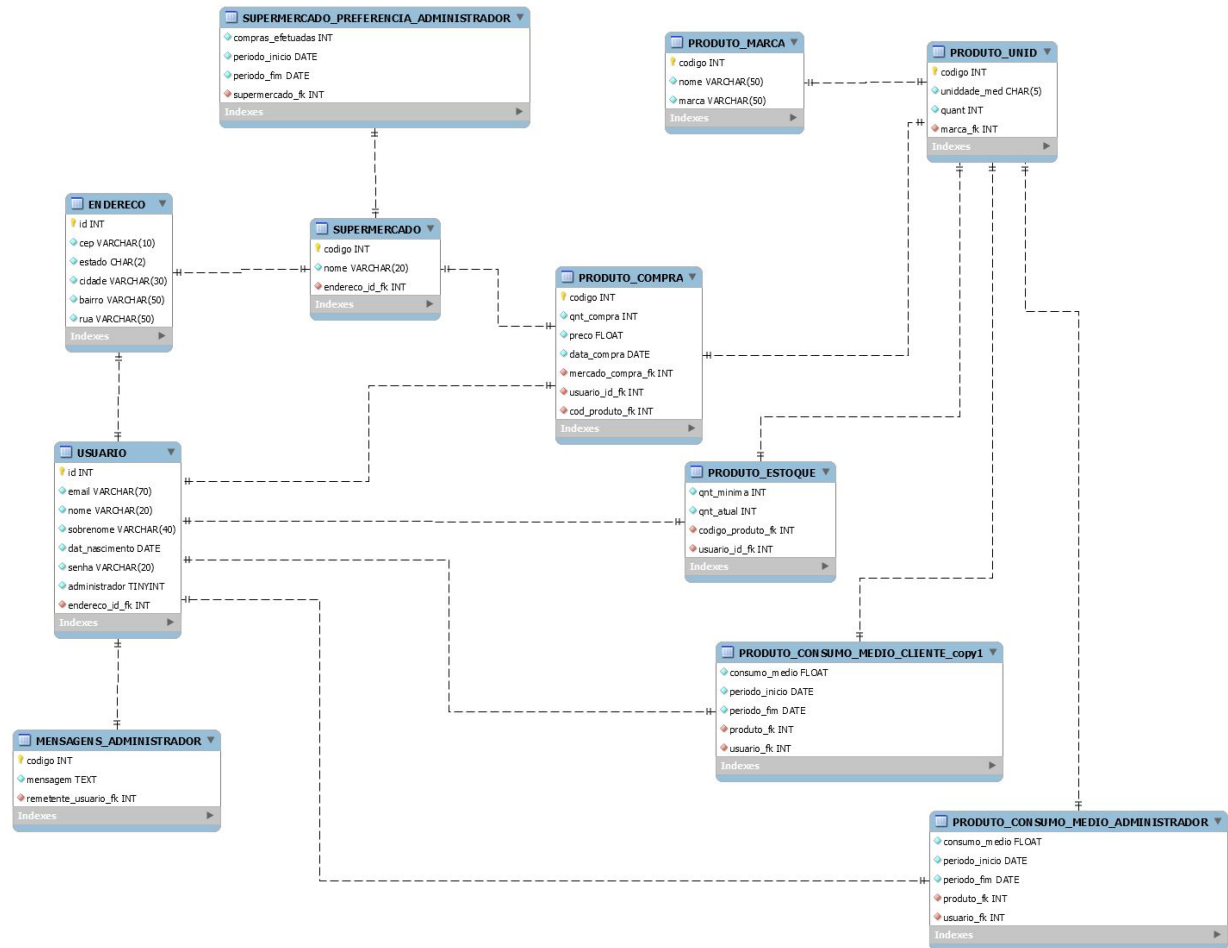 SUPERMERCADO_PREFERENCIA_ADMINISTRADOR
compras_efetuadas INT
periodo_inicio DATE
periodo_fim DATE
supermercado_fk INT
Indexes
PRODUTO_MARCA
codigo INT
nome VARCHAR(50)
marca VARCHAR(50)
Indexes
PRODUTO_UNID
codigo INT
uniddade_med CHAR(5)
quant INT
marca_fk INT
Indexes
ENDERECO
id INT
cep VARCHAR(10)
estado CHAR(2)
cidade VARCHAR(30)
bairro VARCHAR(50)
rua VARCHAR(50)
Indexes
SUPERMERCADO
codigo INT
nome VARCHAR(20)
endereco_id_fk INT
Indexes
PRODUTO_COMPRA
codigo INT
qnt_compra INT
preco FLOAT
data_compra DATE
mercado_compra_fk INT
usuario_id_fk INT
cod_produto_fk INT
Indexes
USUARIO
id INT
email VARCHAR(70)
nome VARCHAR(20)
sobrenome VARCHAR(40)
dat_nascimento DATE
senha VARCHAR(20)
administrador TINYINT
endereco_id_fk INT
Indexes
PRODUTO_ESTOQUE
qnt_minima INT
qnt_atual INT
codigo_produto_fk INT
usuario_id_fk INT
Indexes
PRODUTO_CONSUMO_MEDIO_CLIENTE_copy1
consumo_medio FLOAT
periodo_inicio DATE
periodo_fim DATE
produto_fk INT
usuario_fk INT
Indexes
MENSAGENS_ADMINISTRADOR
codigo INT
mensagem TEXT
remetente_usuario_fk INT
Indexes
PRODUTO_CONSUMO_MEDIO_ADMINISTRADOR
consumo_medio FLOAT
periodo_inicio DATE
periodo_fim DATE
produto_fk INT
usuario_fk INT
Indexes